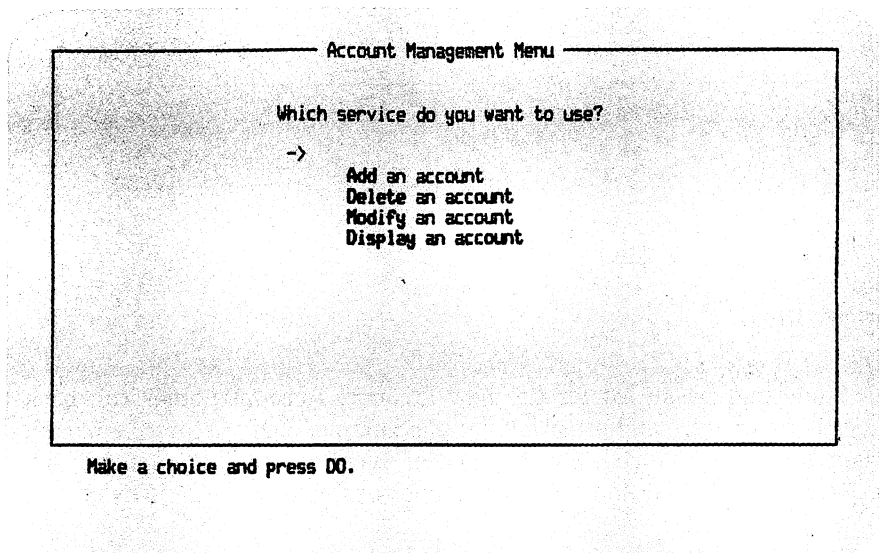 Account Management Menu
Which service do you want to use?
->
Add an account
Delete an account
Modify an account
Display an account
Make a choice and press DO.